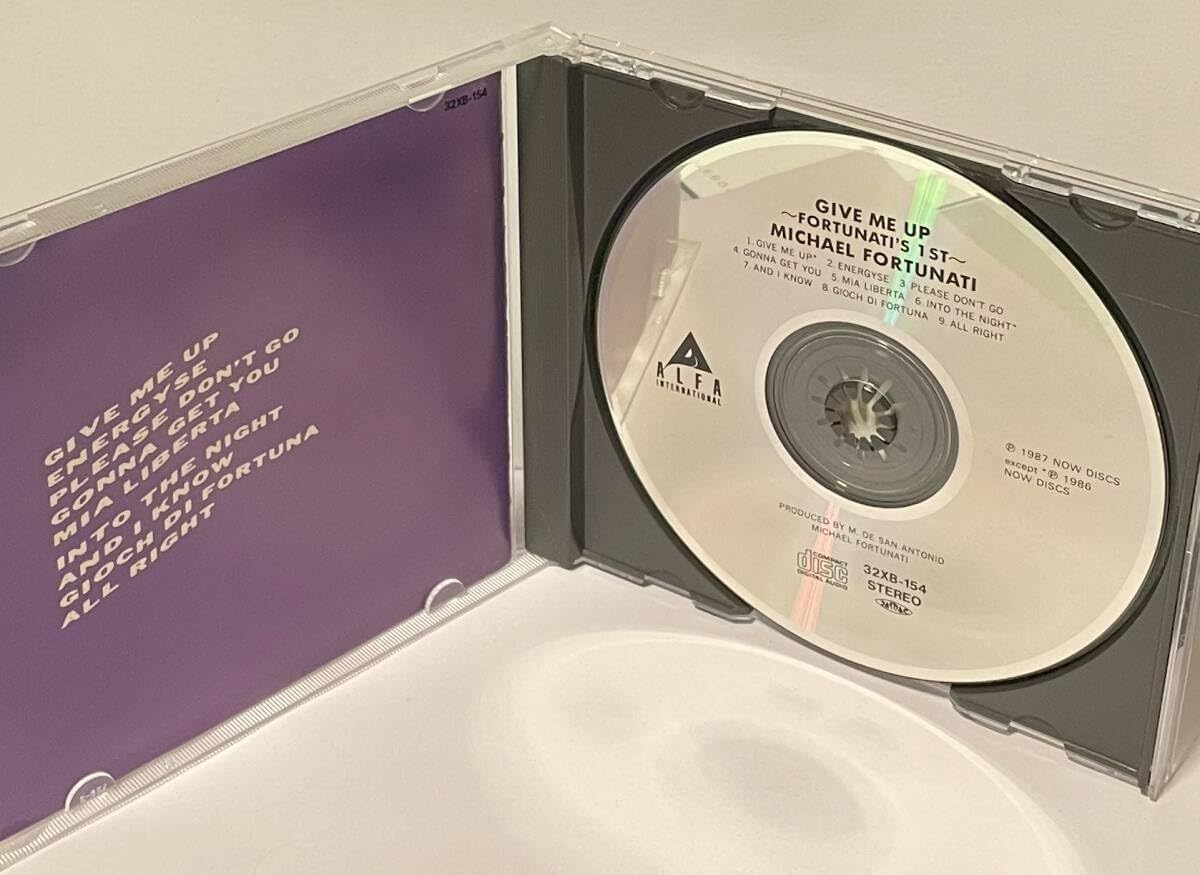 32XB-154
GIVE ME UP
ENERGYSE
PLEASE DON'T GO
GONNA GET YOU
MIA LIBERTA
INTO THE NIGHT
AND I KNOW
GIOCH DI FORTUNA
ALL RIGHT
GIVE ME UP
～FORTUNATI'S 1ST～
MICHAEL FORTUNATI
1. GIVE ME UP* 2. ENERGYSE 3. PLEASE DON'T GO
4. GONNA GET YOU 5. MIA LIBERTA 6. INTO THE NIGHT*
7. AND I KNOW 8. GIOCH DI FORTUNA 9. ALL RIGHT
ALFA
INTERNATIONAL
℗ 1987 NOW DISCS
except *℗ 1986
NOW DISCS
PRODUCED BY M. DE SAN ANTONIO
MICHAEL FORTUNATI
COMPACT
disc
DIGITAL AUDIO
32XB-154
STEREO
JASRAC